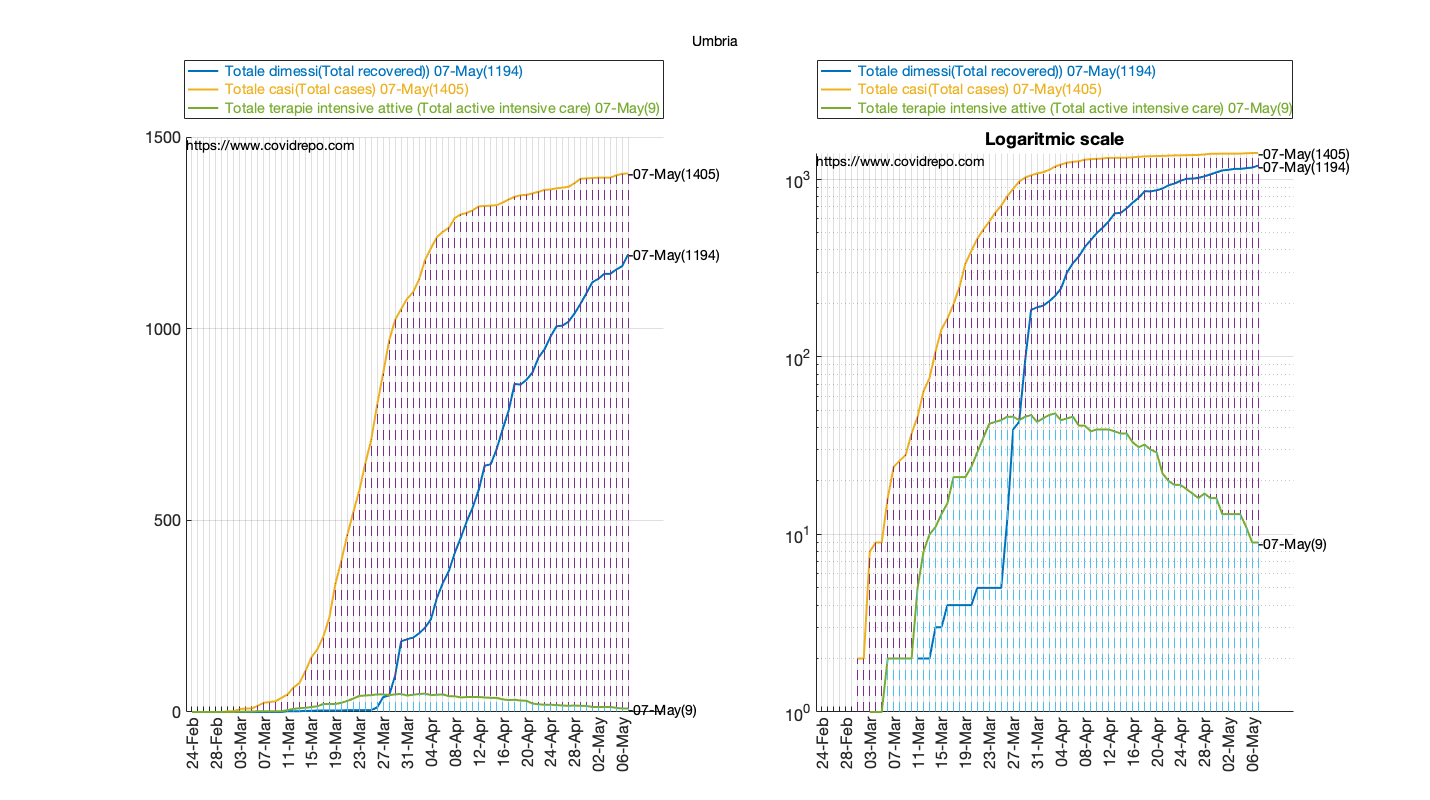 Umbria
Totale dimessi(Total recovered)) 07-May(1194)
Totale casi(Total cases) 07-May(1405)
Totale terapie intensive attive (Total active intensive care) 07-May(9)
1500
https://www.covidrepo.com
07-May(1405)
07-May(1194)
1000
500
0
07-May(9)
24-Feb
28-Feb
03-Mar
07-Mar
11-Mar
15-Mar
19-Mar
23-Mar
27-Mar
31-Mar
04-Apr
08-Apr
12-Apr
16-Apr
20-Apr
24-Apr
28-Apr
02-May
06-May
Totale dimessi(Total recovered)) 07-May(1194)
Totale casi(Total cases) 07-May(1405)
Totale terapie intensive attive (Total active intensive care) 07-May(9)
Logaritmic scale
https://www.covidrepo.com
07-May(1405)
07-May(1194)
10^3
10^2
10^1
07-May(9)
10^0
24-Feb
28-Feb
03-Mar
07-Mar
11-Mar
15-Mar
19-Mar
23-Mar
27-Mar
31-Mar
04-Apr
08-Apr
12-Apr
16-Apr
20-Apr
24-Apr
28-Apr
02-May
06-May